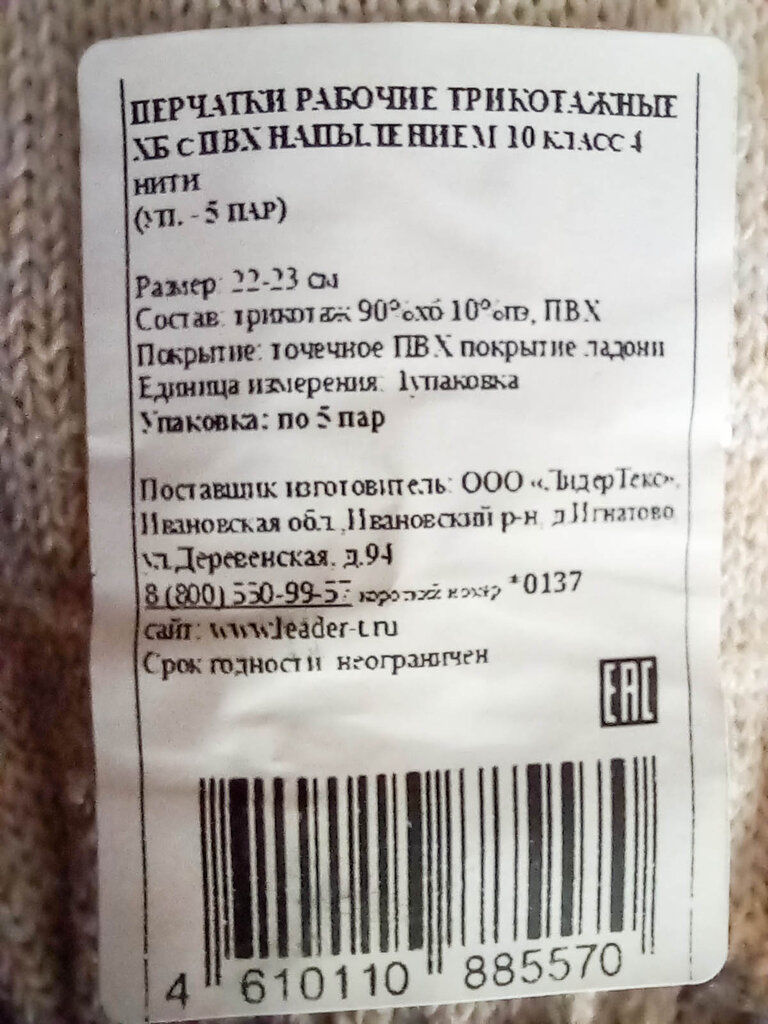 ПЕРЧАТКИ РАБОЧИЕ ТРИКОТАЖНЫЕ
ХБ С ПВХ НАПЫЛЕНИЕМ 10 КЛАСС 4
НИТИ
(УП. - 5 ПАР)
Размер: 22-23 см
Состав: трикотаж 90%хб 10%пэ, ПВХ
Покрытие: точечное ПВХ покрытие ладони
Единица измерения: 1упаковка
Упаковка: по 5 пар
Поставщик изготовитель: ООО «ЛидерТекс»,
Ивановская обл.,Ивановский р-н, д.Игнатово
ул.Деревенская, д.94
8 (800) 550-99-57 короткий номер *0137
сайт: www.leader-t.ru
Срок годности: неограничен
EAC
4 610110 885570